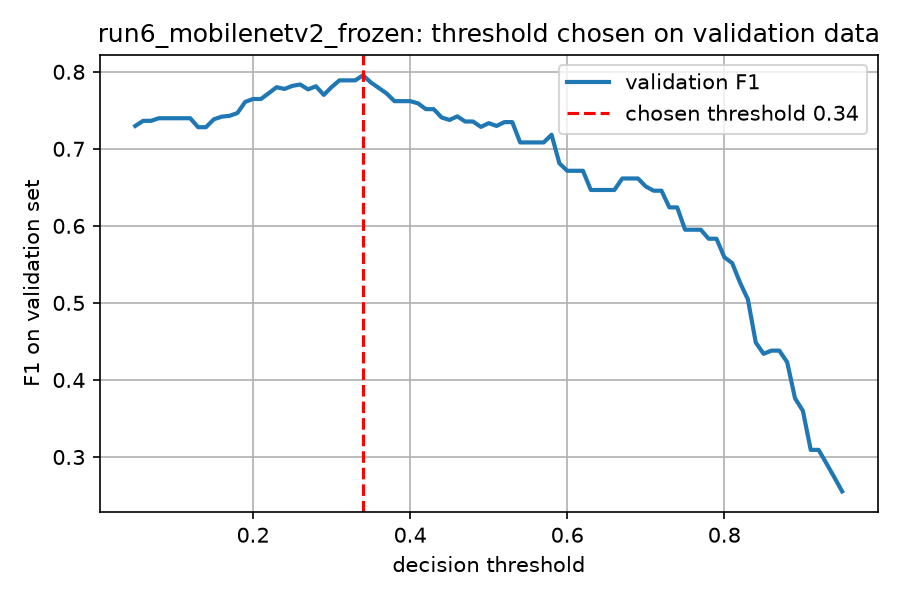 run6_mobilenetv2_frozen: threshold chosen on validation data
validation F1
chosen threshold 0.34
F1 on validation set
0.8
0.7
0.6
0.5
0.4
0.3
0.2 0.4 0.6 0.8
decision threshold